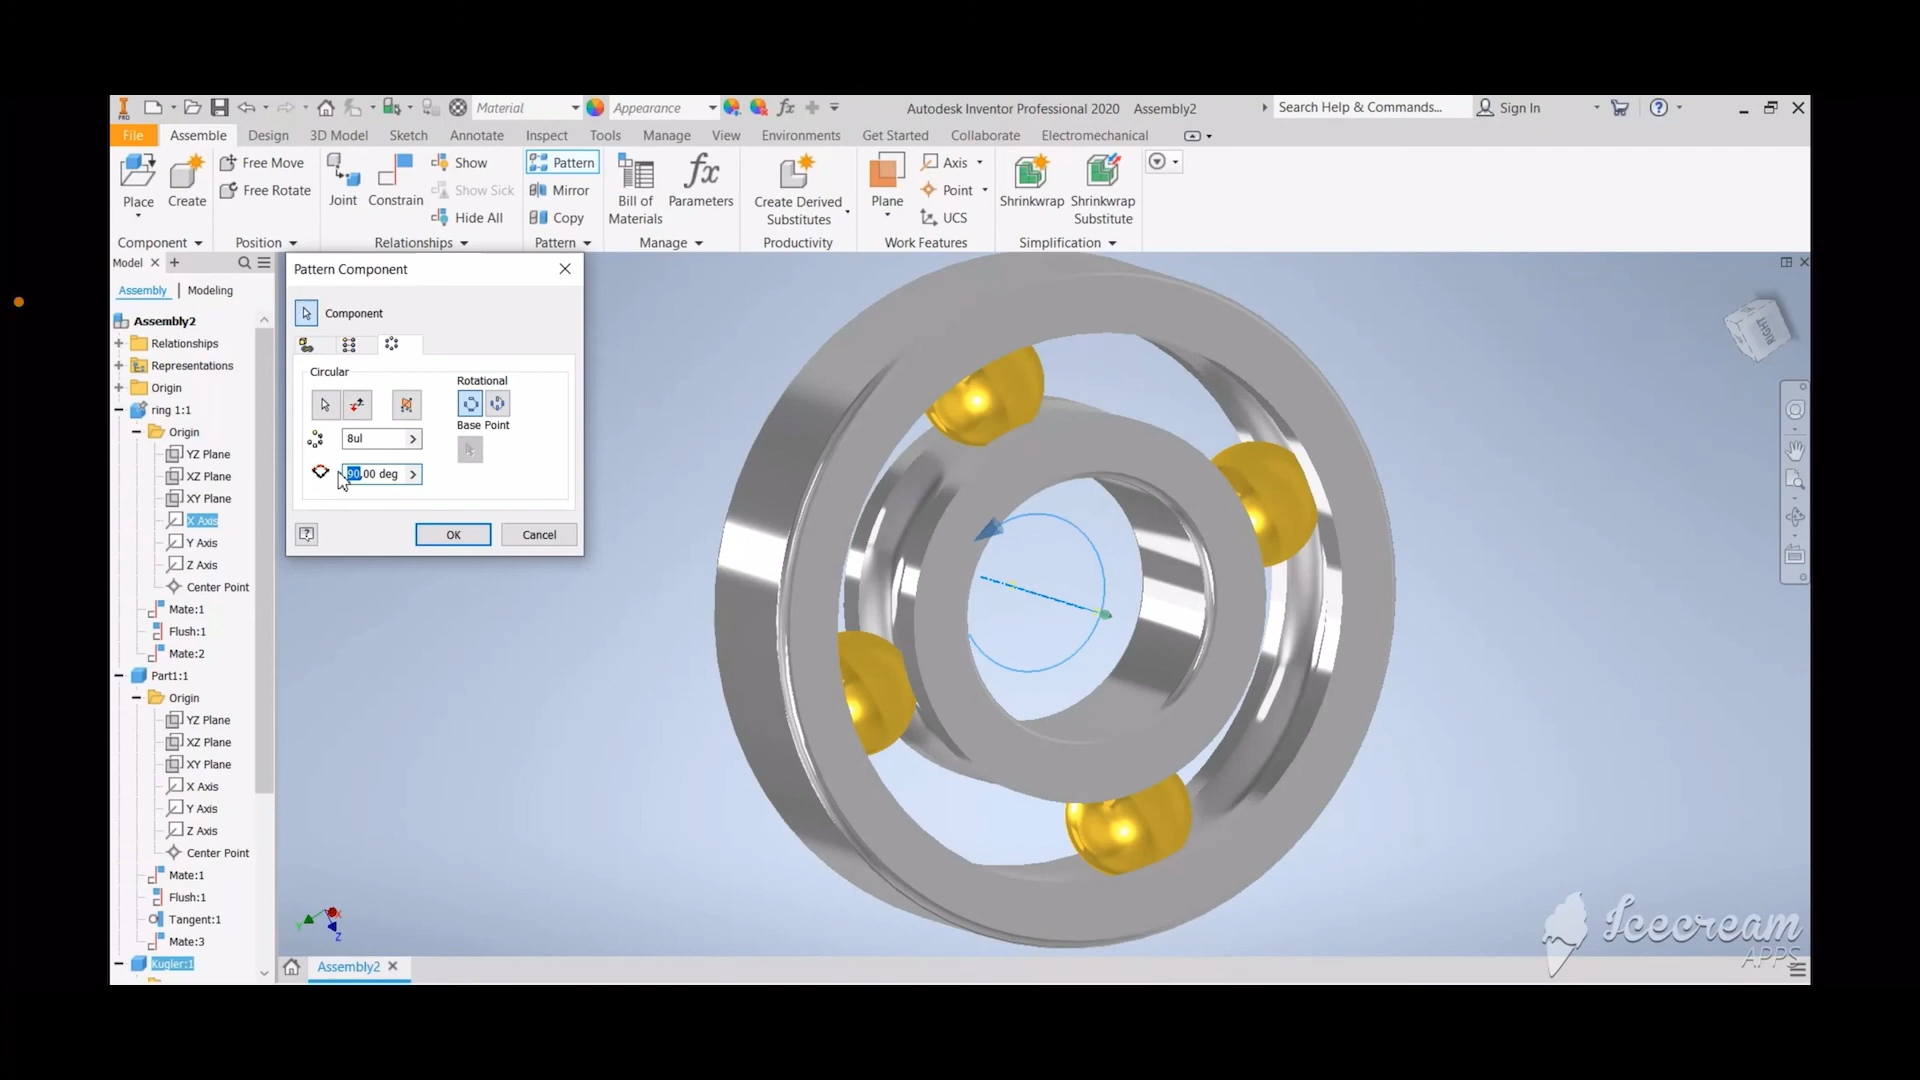 PRO
Material
Appearance
fx
Autodesk Inventor Professional 2020 Assembly2
Search Help & Commands...
Sign In
File Assemble Design 3D Model Sketch Annotate Inspect Tools Manage View Environments Get Started Collaborate Electromechanical
Place
Create
Free Move
Free Rotate
Joint
Constrain
Show
Show Sick
Hide All
Pattern
Mirror
Copy
Bill of
Materials
fx
Parameters
Create Derived
Substitutes
Plane
Axis
Point
UCS
Shrinkwrap
Shrinkwrap
Substitute
Component Position Relationships Pattern Manage Productivity Work Features Simplification
Model
Assembly | Modeling
Assembly2
Relationships
Representations
Origin
ring 1:1
Origin
YZ Plane
XZ Plane
XY Plane
X Axis
Y Axis
Z Axis
Center Point
Mate:1
Flush:1
Mate:2
Part1:1
Origin
YZ Plane
XZ Plane
XY Plane
X Axis
Y Axis
Z Axis
Center Point
Mate:1
Flush:1
Tangent:1
Mate:3
Kugler:1
Pattern Component
Component
Circular
Rotational
Base Point
8ul
90.00 deg
OK
Cancel
RIGHT
X
Y
Z
Assembly2
Icecream
APPS